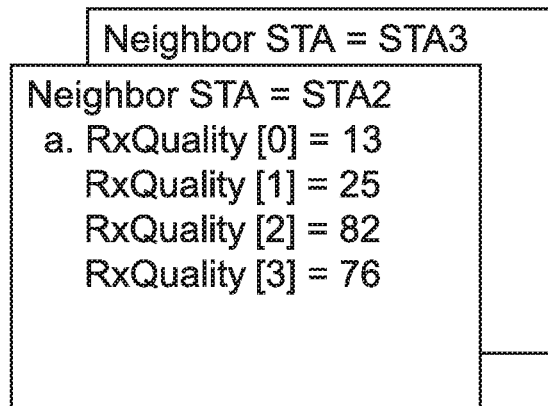 Neighbor STA = STA3
Neighbor STA = STA2
a. RxQuality [0] = 13
RxQuality [1] = 25
RxQuality [2] = 82
RxQuality [3] = 76